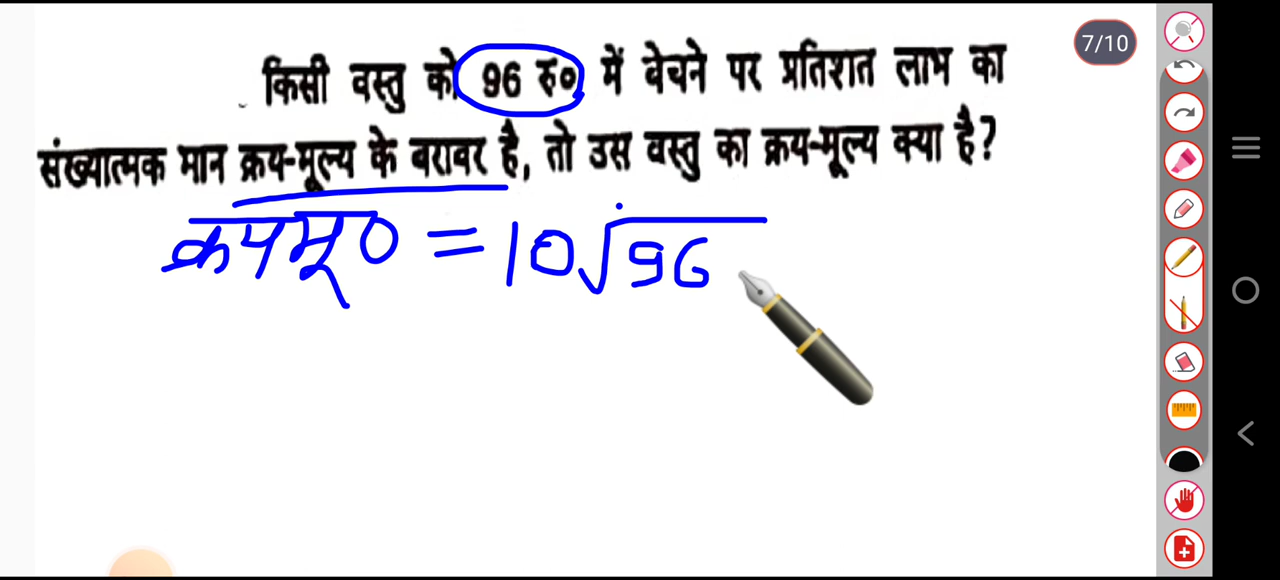 7/10
किसी वस्तु को 96 रु० में बेचने पर प्रतिशत लाभ का
संख्यात्मक मान क्रय-मूल्य के बराबर है, तो उस वस्तु का क्रय-मूल्य क्या है?
क्रय मू० = 10√96